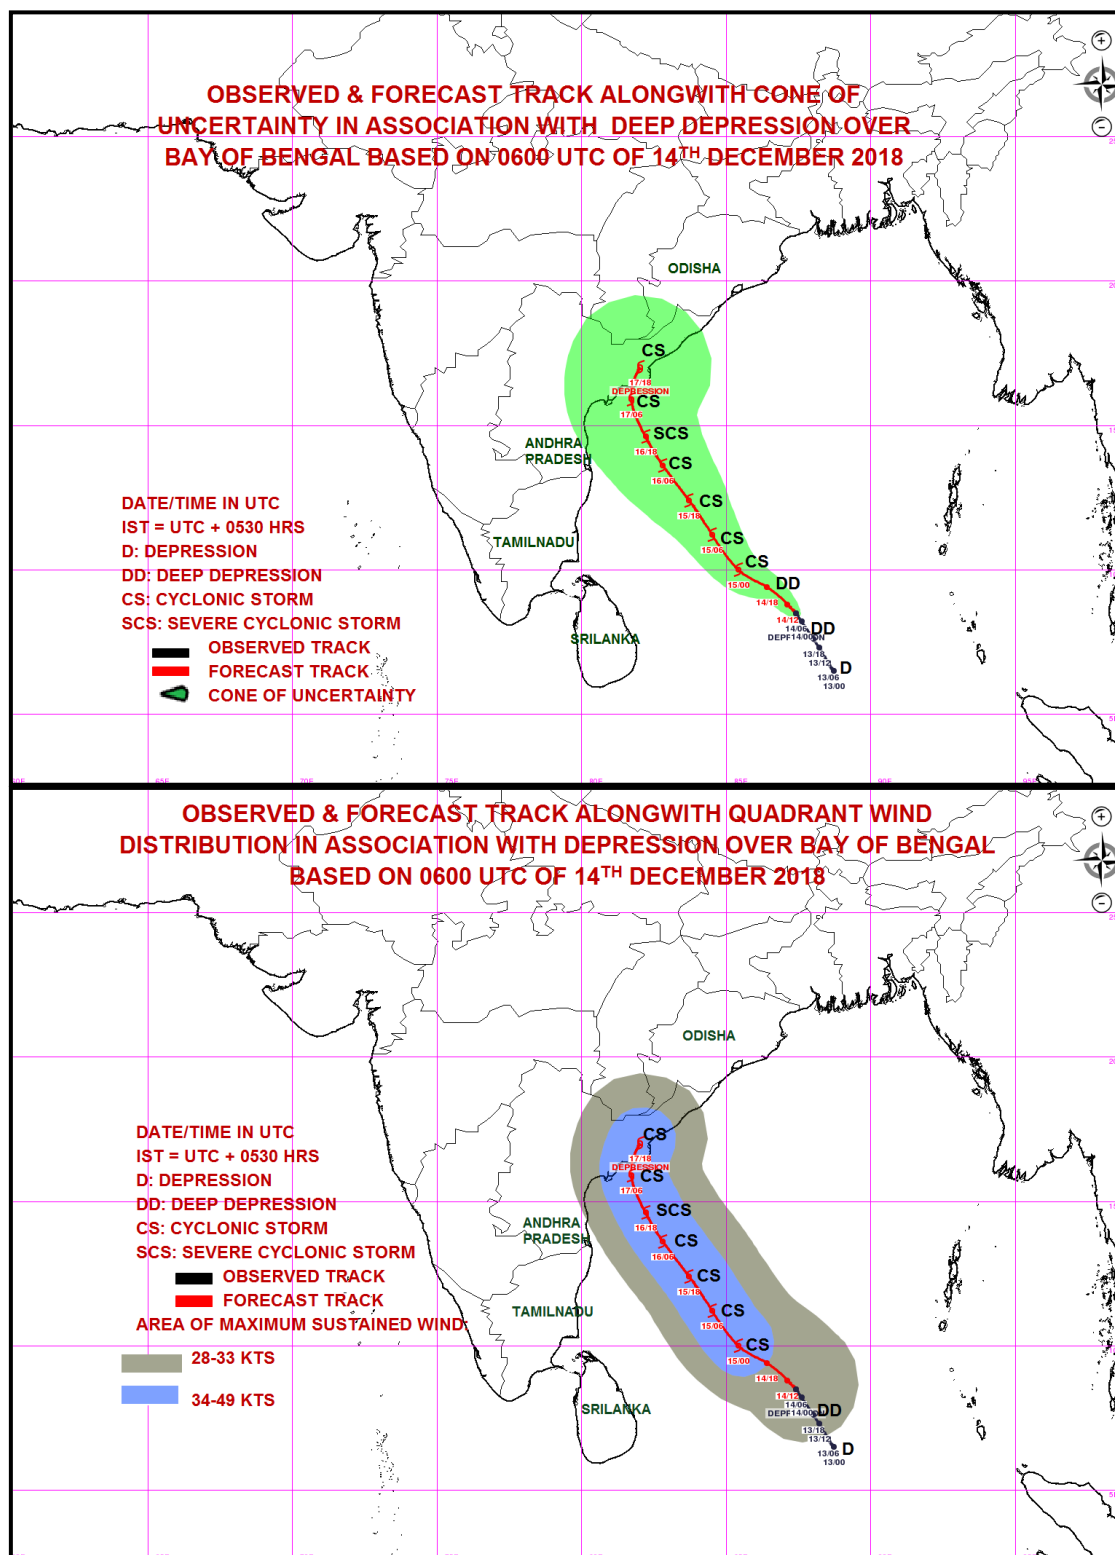 OBSERVED & FORECAST TRACK ALONGWITH CONE OF
UNCERTAINTY IN ASSOCIATION WITH DEEP DEPRESSION OVER
BAY OF BENGAL BASED ON 0600 UTC OF 14TH DECEMBER 2018
ODISHA
CS
17/18
DEPRESSION
CS
17/06
SCS
16/18
ANDHRA
PRADESH
CS
16/06
CS
15/18
CS
15/06
TAMILNADU
CS
15/00
DD
14/18
14/12
14/06
DD
14/00
13/18
13/12
D
13/06
13/00
SRILANKA
DATE/TIME IN UTC
IST = UTC + 0530 HRS
D: DEPRESSION
DD: DEEP DEPRESSION
CS: CYCLONIC STORM
SCS: SEVERE CYCLONIC STORM
OBSERVED TRACK
FORECAST TRACK
CONE OF UNCERTAINTY
65E
70E
75E
80E
85E
90E
95E
OBSERVED & FORECAST TRACK ALONGWITH QUADRANT WIND
DISTRIBUTION IN ASSOCIATION WITH DEPRESSION OVER BAY OF BENGAL
BASED ON 0600 UTC OF 14TH DECEMBER 2018
ODISHA
CS
17/18
DEPRESSION
CS
17/06
SCS
16/18
ANDHRA
PRADESH
CS
16/06
CS
15/18
CS
15/06
TAMILNADU
CS
15/00
14/18
14/12
14/06
DD
14/00
13/18
13/12
D
13/06
13/00
SRILANKA
DATE/TIME IN UTC
IST = UTC + 0530 HRS
D: DEPRESSION
DD: DEEP DEPRESSION
CS: CYCLONIC STORM
SCS: SEVERE CYCLONIC STORM
OBSERVED TRACK
FORECAST TRACK
AREA OF MAXIMUM SUSTAINED WIND:
28-33 KTS
34-49 KTS